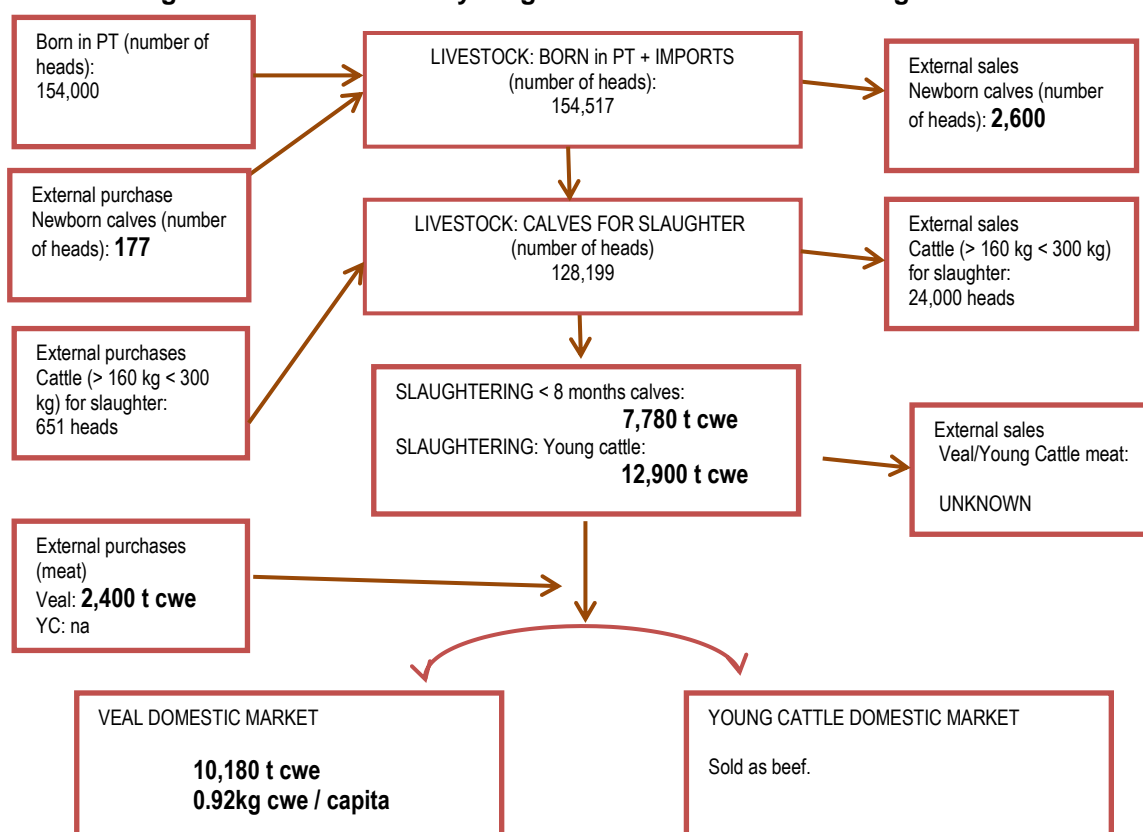 Born in PT (number of
heads):
154,000
LIVESTOCK: BORN in PT + IMPORTS
(number of heads):
154,517
External sales
Newborn calves (number
of heads): 2,600
External purchase
Newborn calves (number
of heads): 177
LIVESTOCK: CALVES FOR SLAUGHTER
(number of heads)
128,199
External sales
Cattle (> 160 kg < 300 kg)
for slaughter:
24,000 heads
External purchases
Cattle (> 160 kg < 300
kg) for slaughter:
651 heads
SLAUGHTERING < 8 months calves:
7,780 t cwe
SLAUGHTERING: Young cattle:
12,900 t cwe
External sales
Veal/Young Cattle meat:
UNKNOWN
External purchases
(meat)
Veal: 2,400 t cwe
YC: na
VEAL DOMESTIC MARKET
10,180 t cwe
0.92kg cwe / capita
YOUNG CATTLE DOMESTIC MARKET
Sold as beef.